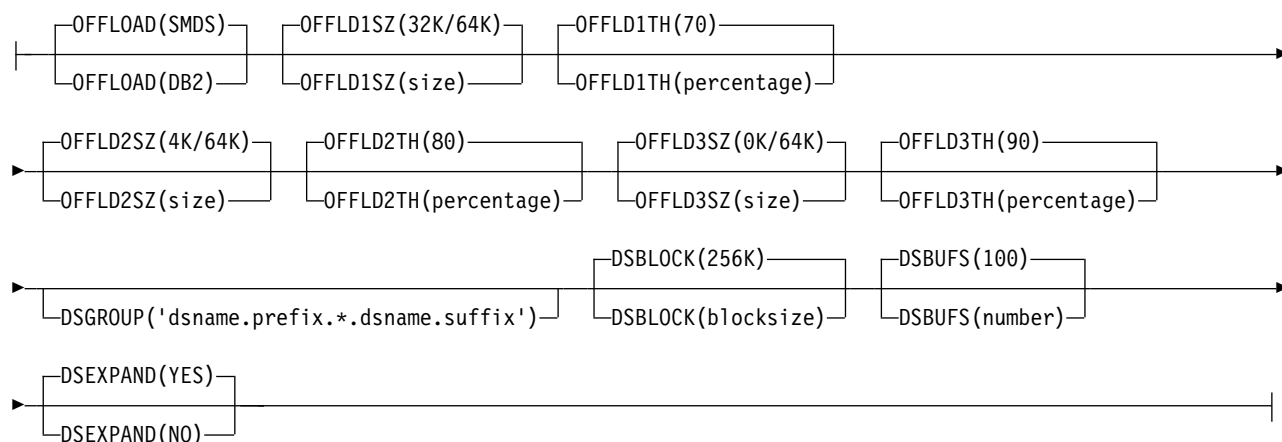 OFFLOAD(SMDS) OFFLD1SZ(32K/64K) OFFLD1TH(70)
OFFLOAD(DB2) OFFLD1SZ(size) OFFLD1TH(percentage)
OFFLD2SZ(4K/64K) OFFLD2TH(80) OFFLD3SZ(0K/64K) OFFLD3TH(90)
OFFLD2SZ(size) OFFLD2TH(percentage) OFFLD3SZ(size) OFFLD3TH(percentage)
DSBLOCK(256K) DSBUFS(100)
DSGROUP('dsname.prefix.*.dsname.suffix') DSBLOCK(blocksize) DSBUFS(number)
DSEXPAND(YES)
DSEXPAND(NO)